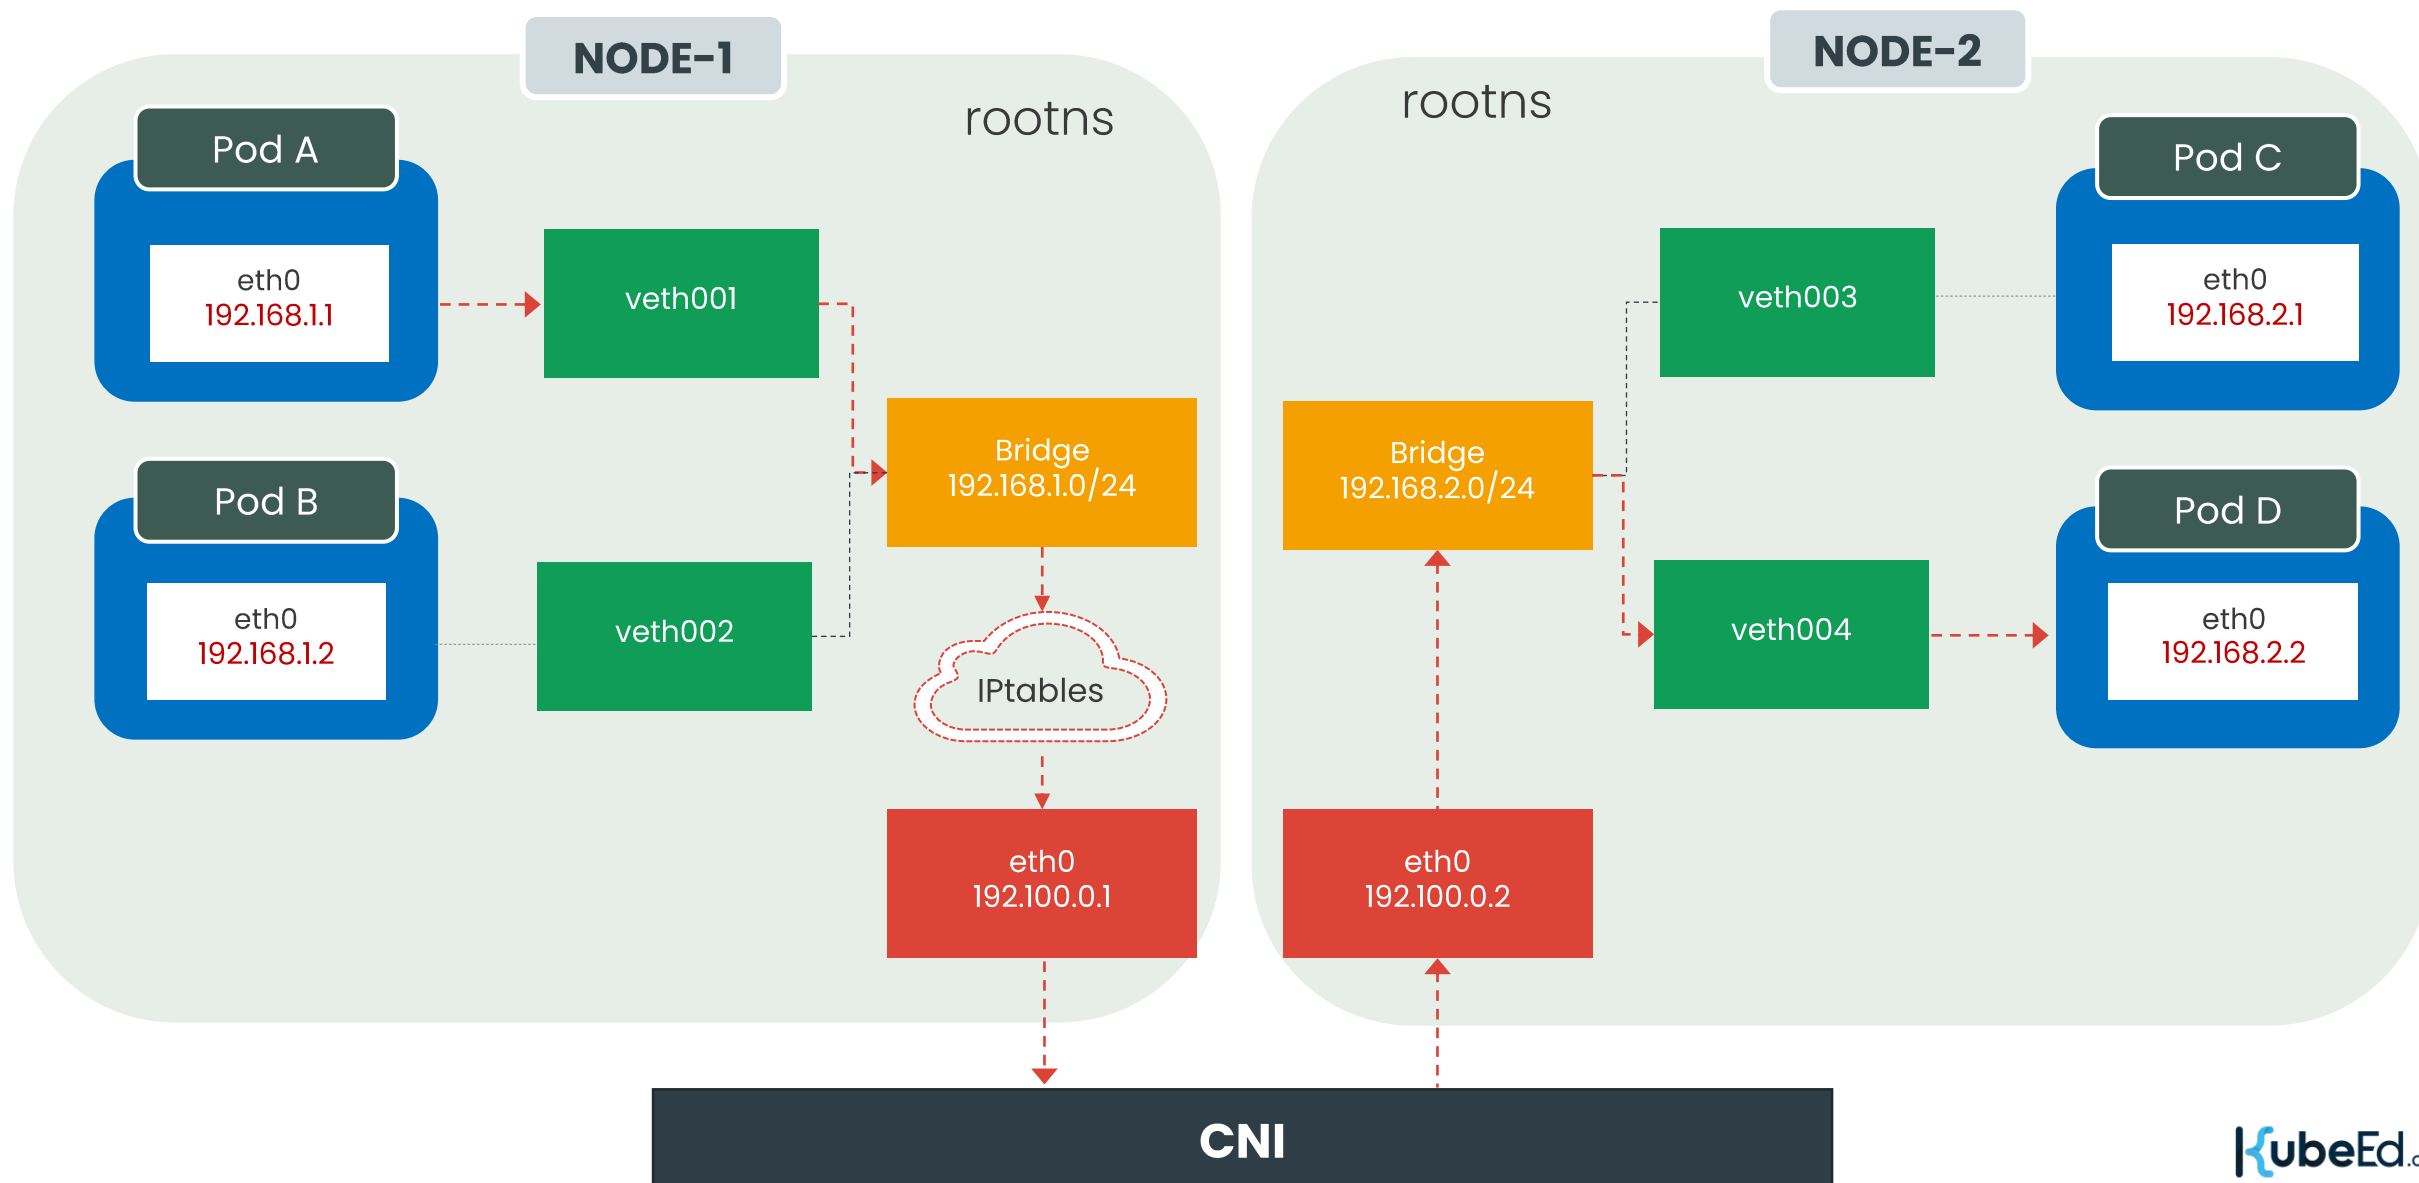 NODE-1
rootns
Pod A
eth0
192.168.1.1
veth001
Bridge
192.168.1.0/24
Pod B
eth0
192.168.1.2
veth002
IPtables
eth0
192.100.0.1
NODE-2
rootns
Pod C
eth0
192.168.2.1
veth003
Bridge
192.168.2.0/24
Pod D
eth0
192.168.2.2
veth004
eth0
192.100.0.2
CNI
KubeEd